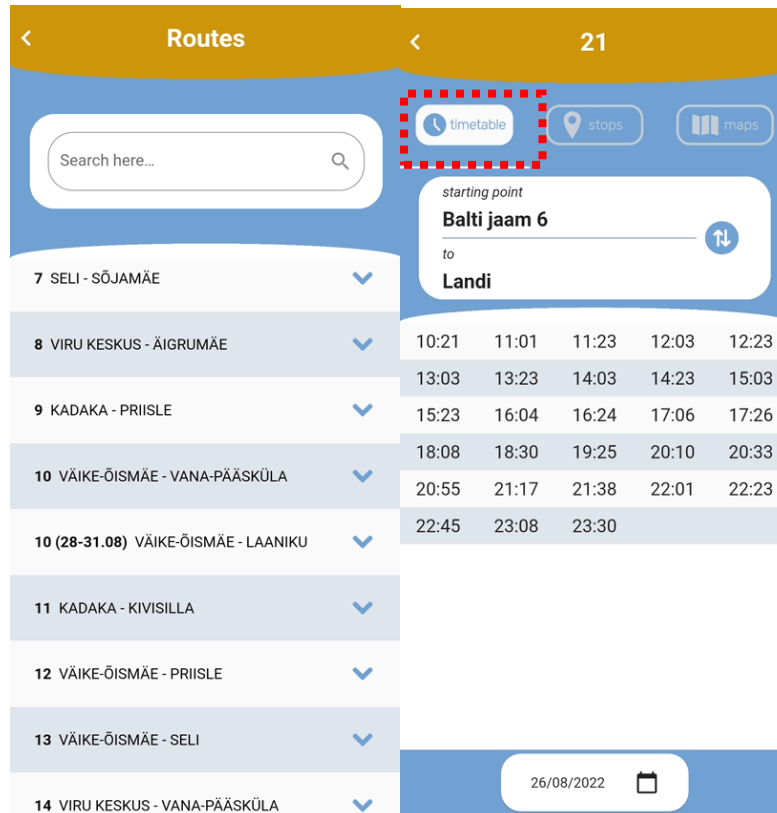 Routes
Search here...
7 SELI - SÕJAMÄE
8 VIRU KESKUS - ÄIGRUMÄE
9 KADAKA - PRIISLE
10 VÄIKE-ÕISMÄE - VANA-PÄÄSKÜLA
10 (28-31.08) VÄIKE-ÕISMÄE - LAANIKU
11 KADAKA - KIVISILLA
12 VÄIKE-ÕISMÄE - PRIISLE
13 VÄIKE-ÕISMÄE - SELI
14 VIRU KESKUS - VANA-PÄÄSKÜLA
21
timetable stops maps
starting point
Balti jaam 6
to
Landi
10:21 11:01 11:23 12:03 12:23
13:03 13:23 14:03 14:23 15:03
15:23 16:04 16:24 17:06 17:26
18:08 18:30 19:25 20:10 20:33
20:55 21:17 21:38 22:01 22:23
22:45 23:08 23:30
26/08/2022